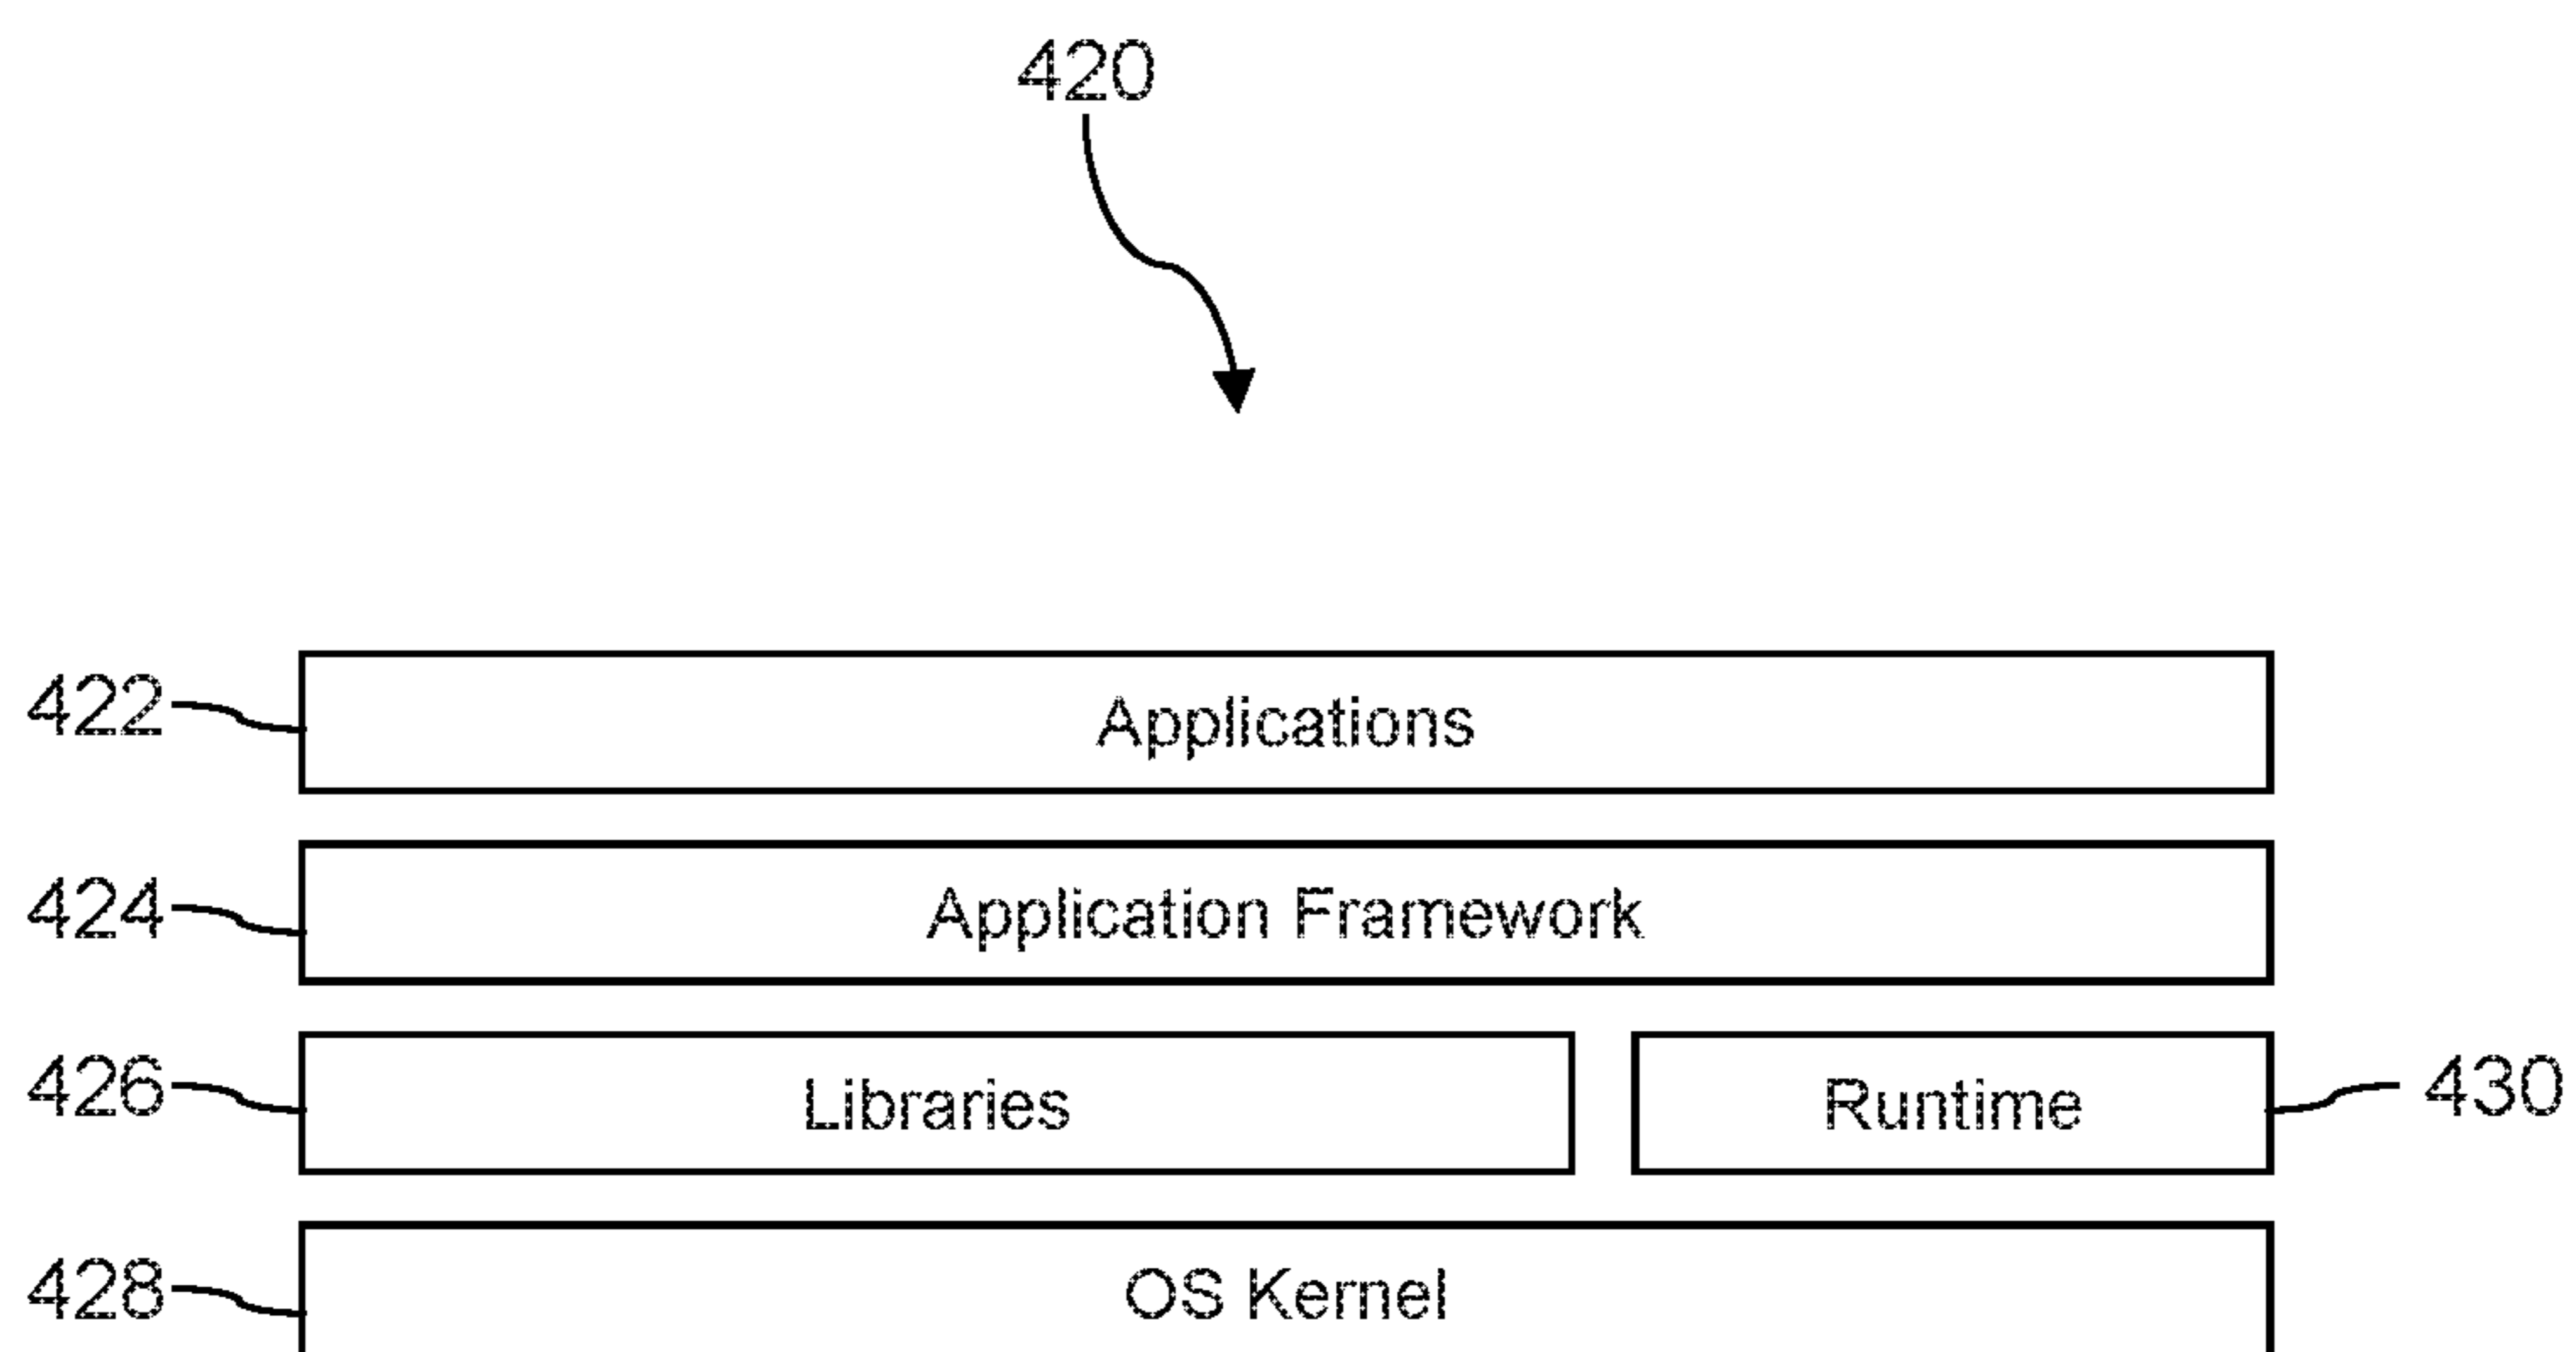 420
422 Applications
424 Application Framework
426 Libraries Runtime 430
428 OS Kernel